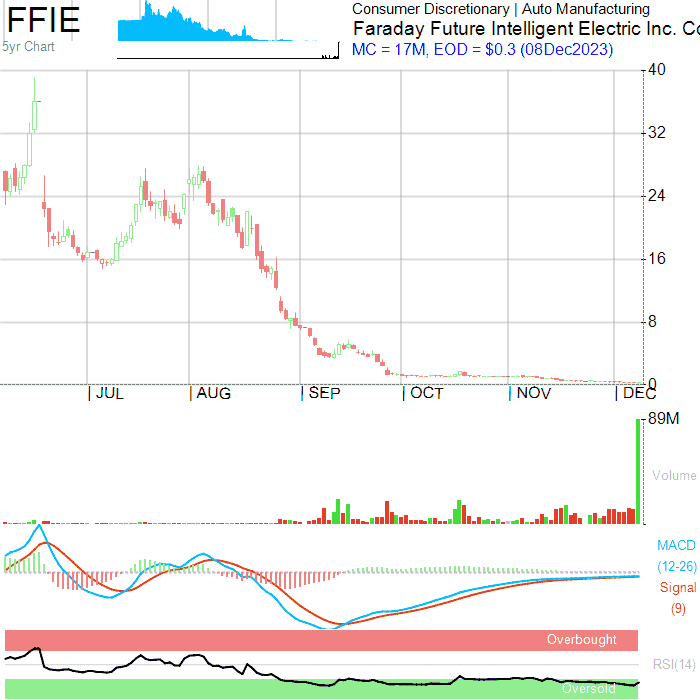 FFIE
5yr Chart
Consumer Discretionary | Auto Manufacturing
Faraday Future Intelligent Electric Inc. Co
MC = 17M, EOD = $0.3 (08Dec2023)
40
32
24
16
8
0
JUL AUG SEP OCT NOV DEC
89M
Volume
MACD
(12-26)
Signal
(9)
Overbought
RSI(14)
Oversold